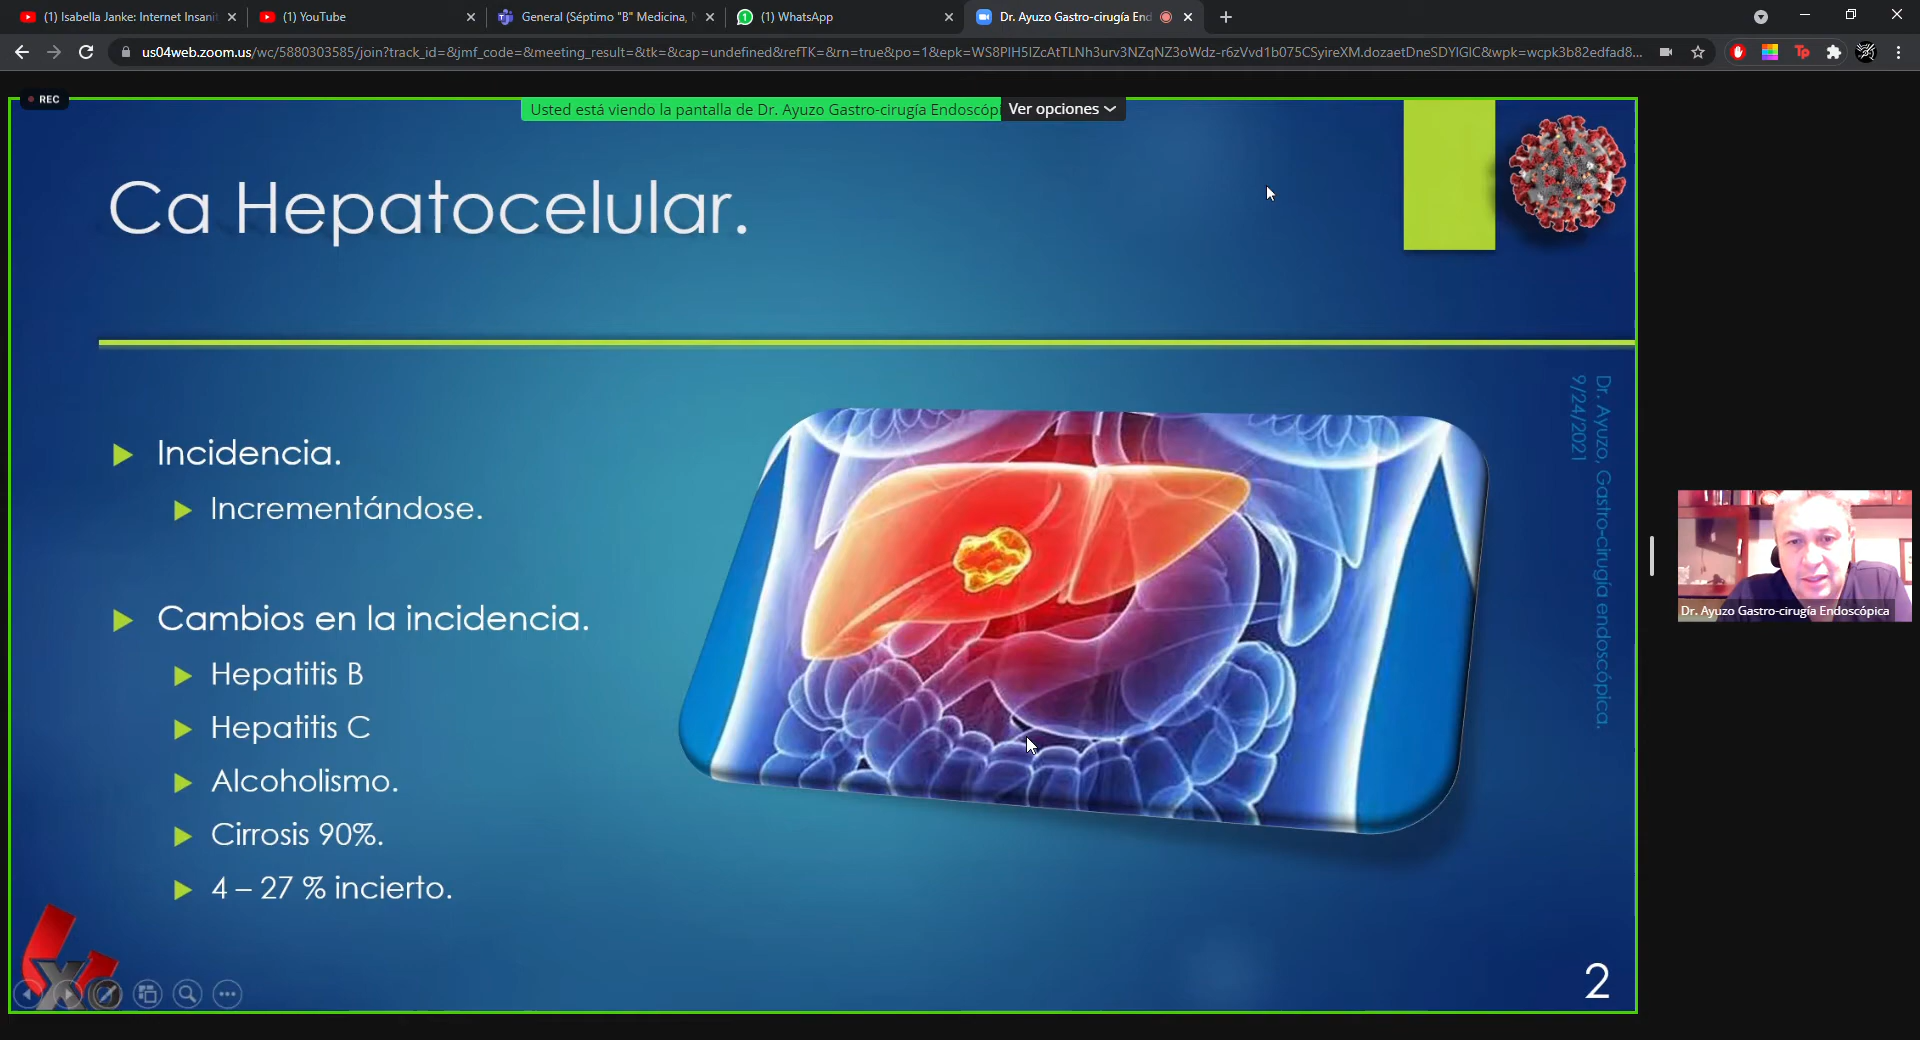 (1) Isabella Janke: Internet Insanit
(1) YouTube
General (Séptimo "B" Medicina, M
(1) WhatsApp
Dr. Ayuzo Gastro-cirugía End
us04web.zoom.us/wc/5880303585/join?track_id=&jmf_code=&meeting_result=&tk=&cap=undefined&refTK=&rn=true&po=1&epk=WS8PIH5IZcAtTLNh3urv3NZqNZ3oWdz-r6zVvd1b075CSyireXM.dozaetDneSDYIGIC&wpk=wcpk3b82edfad8...
REC
Usted está viendo la pantalla de Dr. Ayuzo Gastro-cirugía Endoscópi
Ver opciones
Ca Hepatocelular.
Incidencia.
Incrementándose.
Cambios en la incidencia.
Hepatitis B
Hepatitis C
Alcoholismo.
Cirrosis 90%.
4 – 27 % incierto.
Dr. Ayuzo, Gastro-cirugía endoscópica.
9/24/2021
Dr. Ayuzo Gastro-cirugía Endoscópica
2